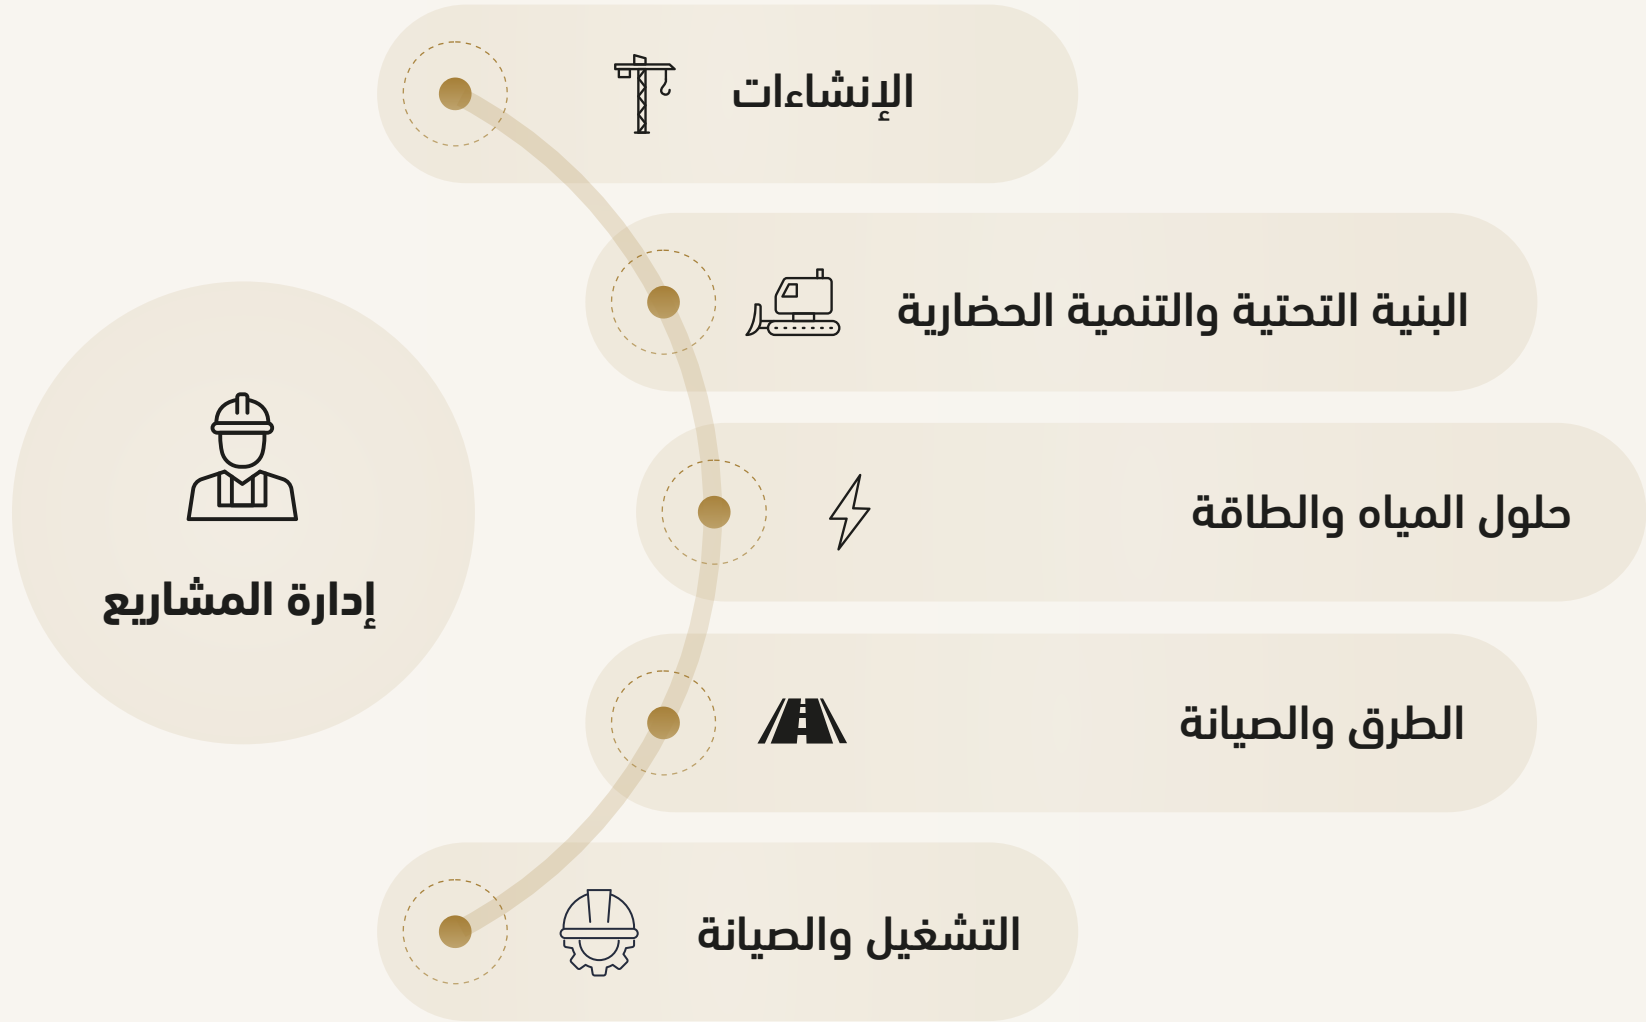 الإنشاءات
البنية التحتية والتنمية الحضارية
حلول المياه والطاقة
الطرق والصيانة
التشغيل والصيانة
إدارة المشاريع